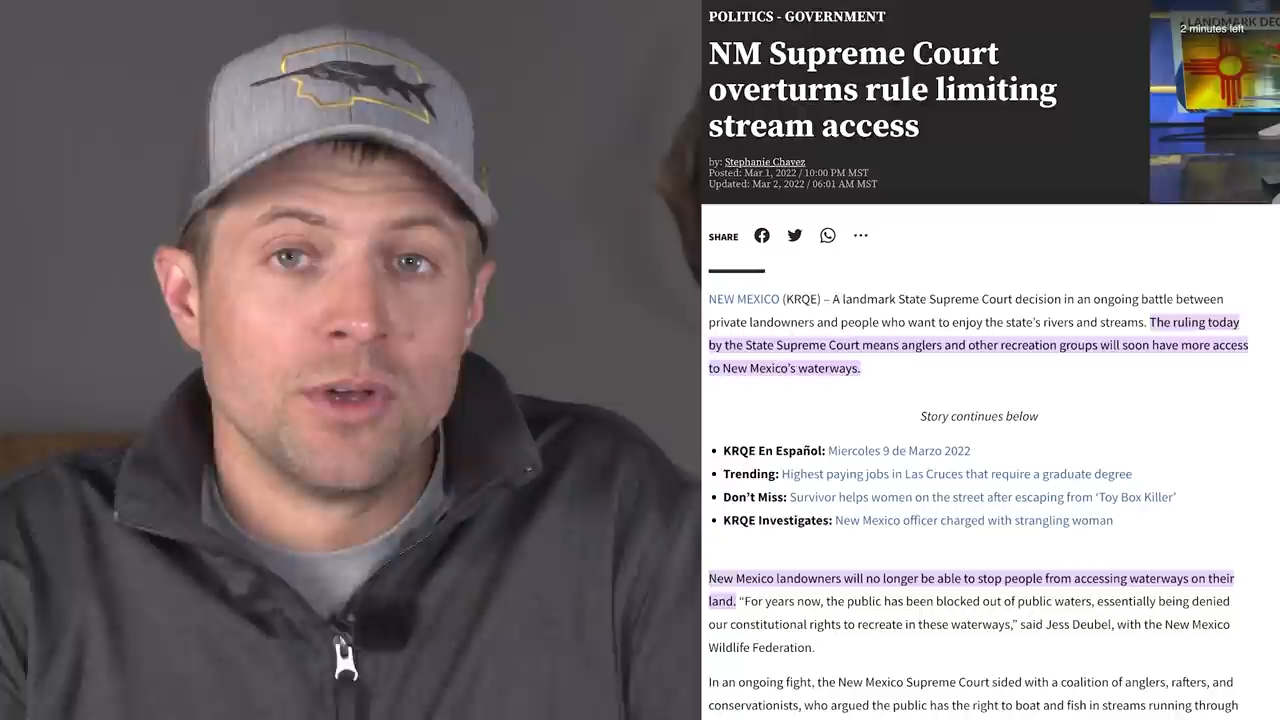 POLITICS - GOVERNMENT
NM Supreme Court
overturns rule limiting
stream access
by: Stephanie Chavez
Posted: Mar 1, 2022 / 10:00 PM MST
Updated: Mar 2, 2022 / 06:01 AM MST
LANDMARK DEC
2 minutes left
SHARE
NEW MEXICO (KRQE) – A landmark State Supreme Court decision in an ongoing battle between
private landowners and people who want to enjoy the state’s rivers and streams. The ruling today
by the State Supreme Court means anglers and other recreation groups will soon have more access
to New Mexico’s waterways.
Story continues below
• KRQE En Español: Miercoles 9 de Marzo 2022
• Trending: Highest paying jobs in Las Cruces that require a graduate degree
• Don’t Miss: Survivor helps women on the street after escaping from ‘Toy Box Killer’
• KRQE Investigates: New Mexico officer charged with strangling woman
New Mexico landowners will no longer be able to stop people from accessing waterways on their
land. “For years now, the public has been blocked out of public waters, essentially being denied
our constitutional rights to recreate in these waterways,” said Jess Deubel, with the New Mexico
Wildlife Federation.
In an ongoing fight, the New Mexico Supreme Court sided with a coalition of anglers, rafters, and
conservationists, who argued the public has the right to boat and fish in streams running through